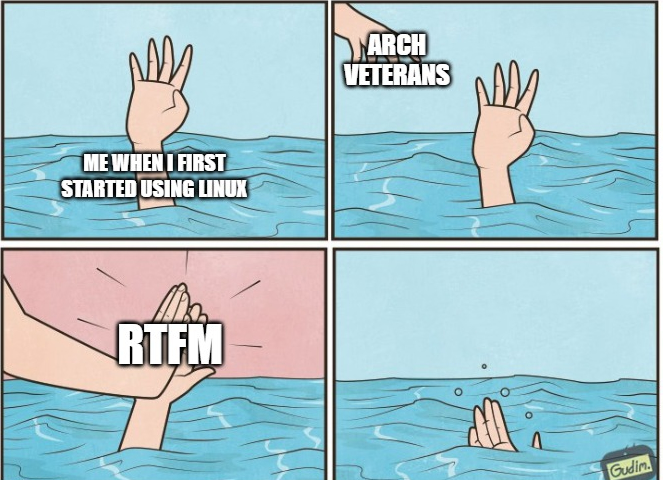 ME WHEN I FIRST
STARTED USING LINUX
ARCH
VETERANS
RTFM
Gudim.